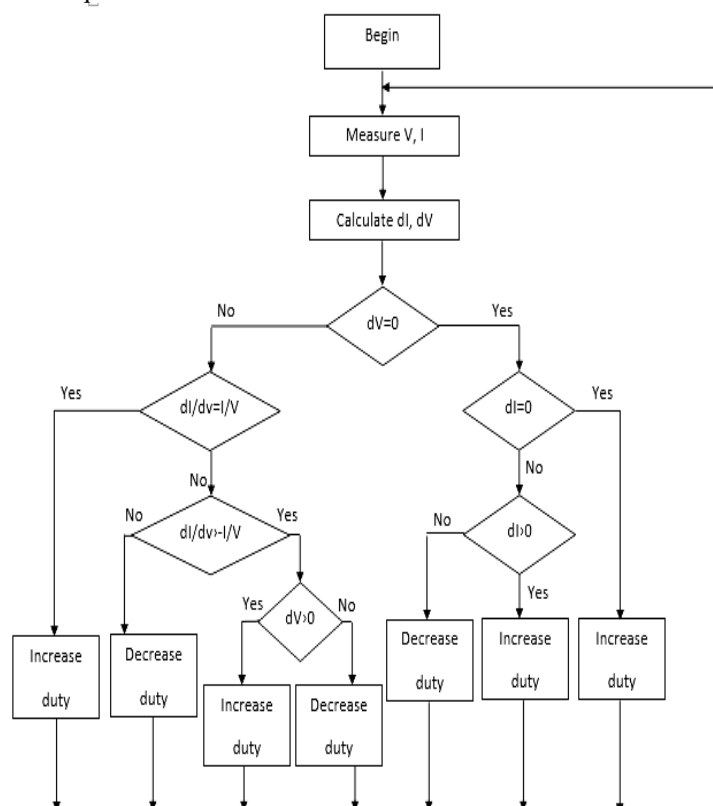 Begin
Measure V, I
Calculate dI, dV
No
Yes
dV=0
Yes
dI/dv=I/V
dI=0
Yes
No
No
No
dI/dv›-I/V
Yes
No
dI›0
Yes
dV›0
No
Yes
Increase
duty
Decrease
duty
Increase
duty
Decrease
duty
Decrease
duty
Increase
duty
Increase
duty